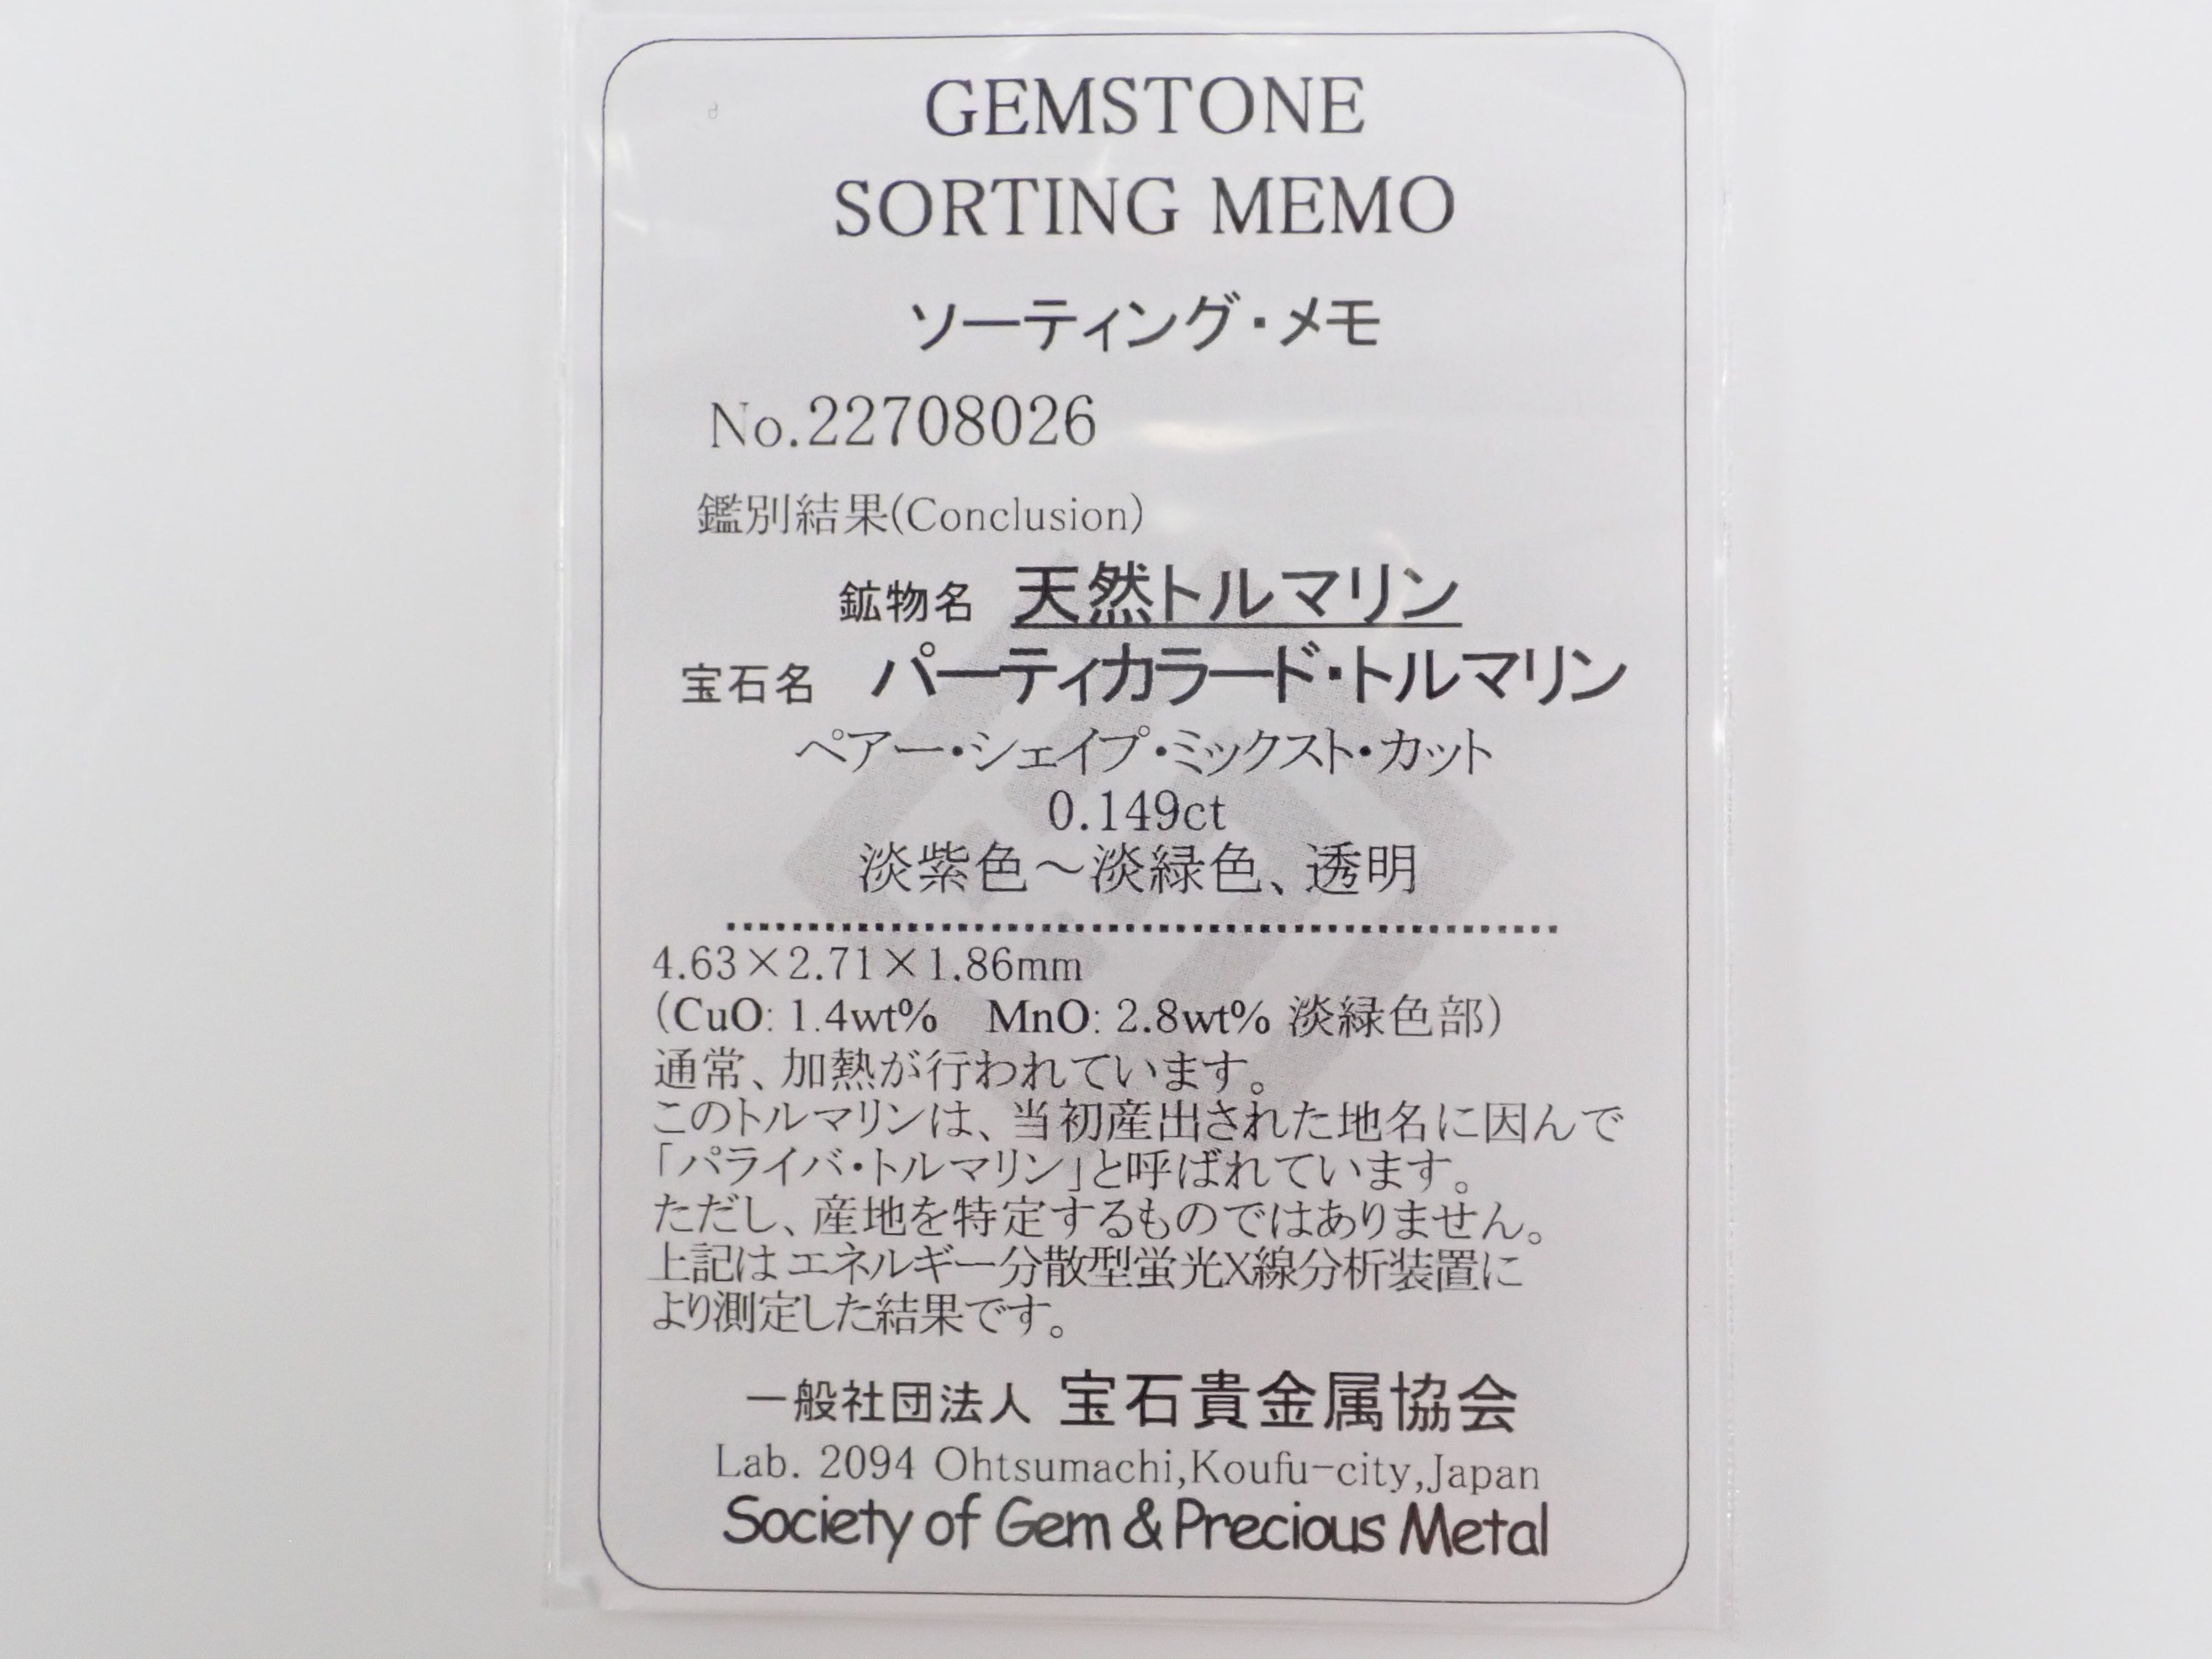 GEMSTONE
SORTING MEMO
ソーティング・メモ
No.22708026
鑑別結果(Conclusion)
鉱物名 天然トルマリン
宝石名 パーティカラード・トルマリン
ペアー・シェイプ・ミックスト・カット
0.149ct
淡紫色～淡緑色、透明
4.63×2.71×1.86mm
(CuO: 1.4wt% MnO: 2.8wt% 淡緑色部)
通常、加熱が行われています。
このトルマリンは、当初産出された地名に因んで
「パライバ・トルマリン」と呼ばれています。
ただし、産地を特定するものではありません。
上記はエネルギー分散型蛍光X線分析装置に
より測定した結果です。
一般社団法人 宝石貴金属協会
Lab. 2094 Ohtsumachi,Koufu-city,Japan
Society of Gem & Precious Metal